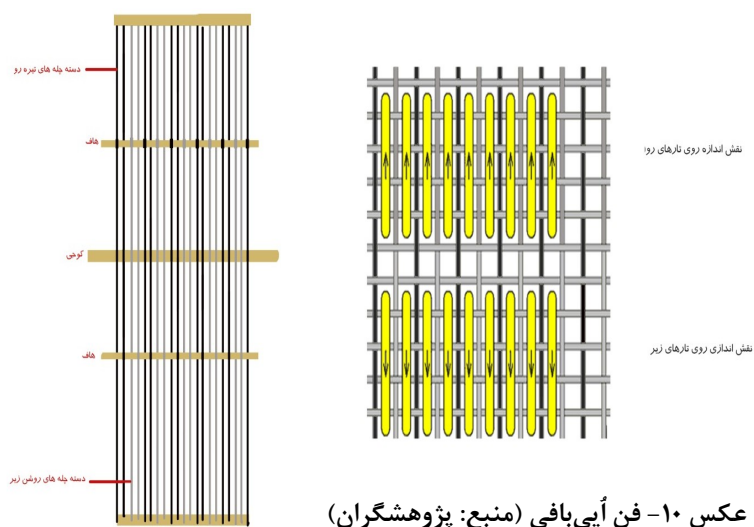 دسته چله های تیره رو
هاف
کوجی
هاف
دسته چله های روشن زیر
نقش اندازه روی تارهای رو
نقش اندازی روی تارهای زیر
عکس ۱۰- فن اُیی‌بافی (منبع: پژوهشگران)